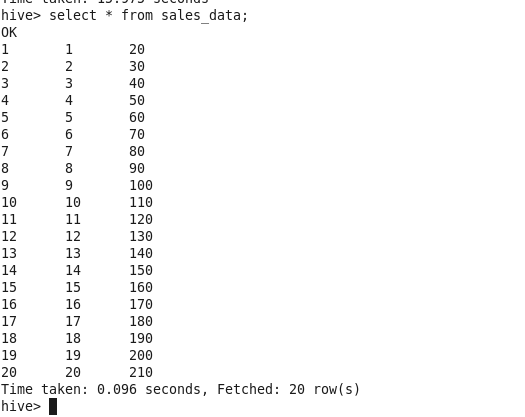 Time taken: 15.973 seconds
hive> select * from sales_data;
OK
1 1 20
2 2 30
3 3 40
4 4 50
5 5 60
6 6 70
7 7 80
8 8 90
9 9 100
10 10 110
11 11 120
12 12 130
13 13 140
14 14 150
15 15 160
16 16 170
17 17 180
18 18 190
19 19 200
20 20 210
Time taken: 0.096 seconds, Fetched: 20 row(s)
hive>